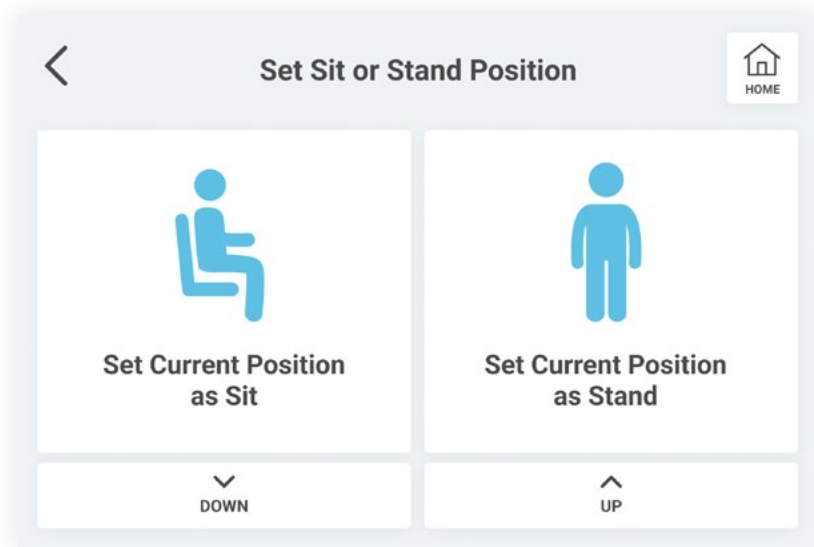 Set Sit or Stand Position
HOME
Set Current Position
as Sit
Set Current Position
as Stand
DOWN
UP